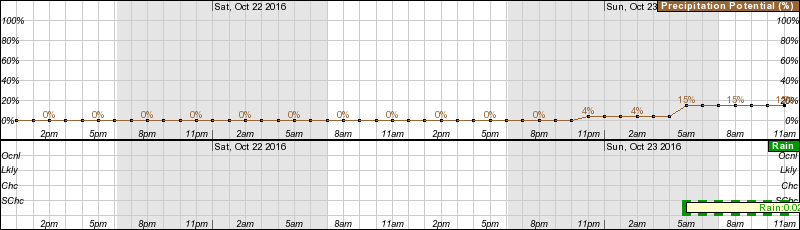 Sat, Oct 22 2016 Sun, Oct 23 Precipitation Potential (%)
100% 100%
80% 80%
60% 60%
40% 40%
20% 15% 15% 20%
0% 0% 0% 0% 0% 0% 0% 0% 0% 0% 0% 4% 4%
0%
2pm 5pm 8pm 11pm 2am 5am 8am 11am 2pm 5pm 8pm 11pm 2am 5am 8am 11am
Sat, Oct 22 2016 Sun, Oct 23 2016 Rain
Ocnl Ocnl
Lkly Lkly
Chc Chc
SChc SChc
Rain:0.02
2pm 5pm 8pm 11pm 2am 5am 8am 11am 2pm 5pm 8pm 11pm 2am 5am 8am 11am